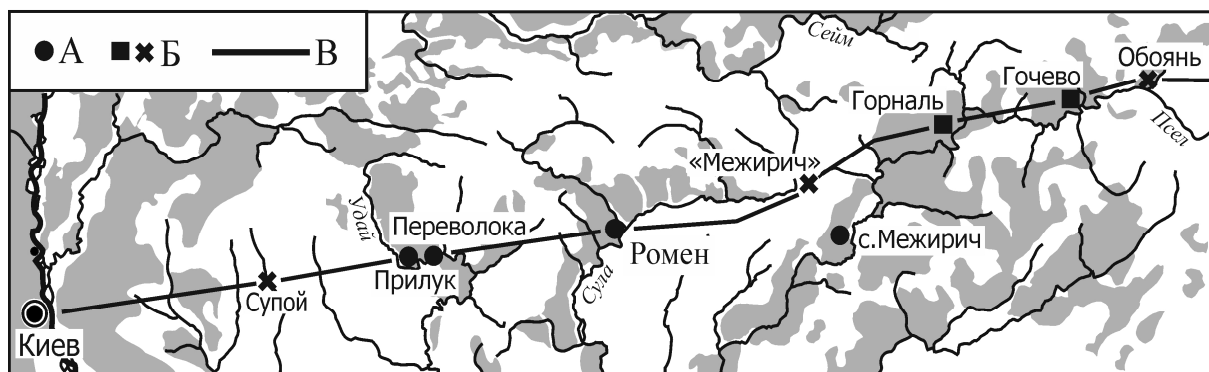 А
Б
В
Сейм
Обоянь
Гочево
Горналь
Псел
«Межирич»
Удай
Переволока
с.Межирич
Ромен
Прилук
Сула
Супой
Киев